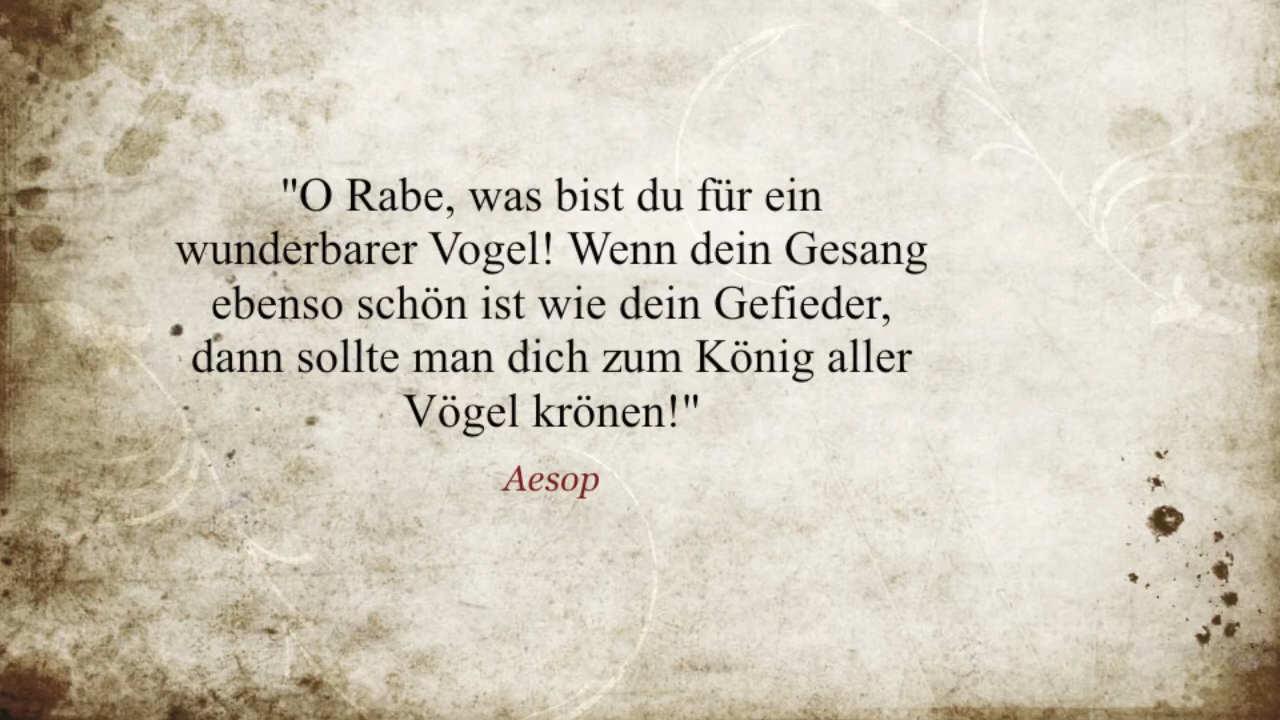 "O Rabe, was bist du für ein
wunderbarer Vogel! Wenn dein Gesang
ebenso schön ist wie dein Gefieder,
dann sollte man dich zum König aller
Vögel krönen!"
Aesop